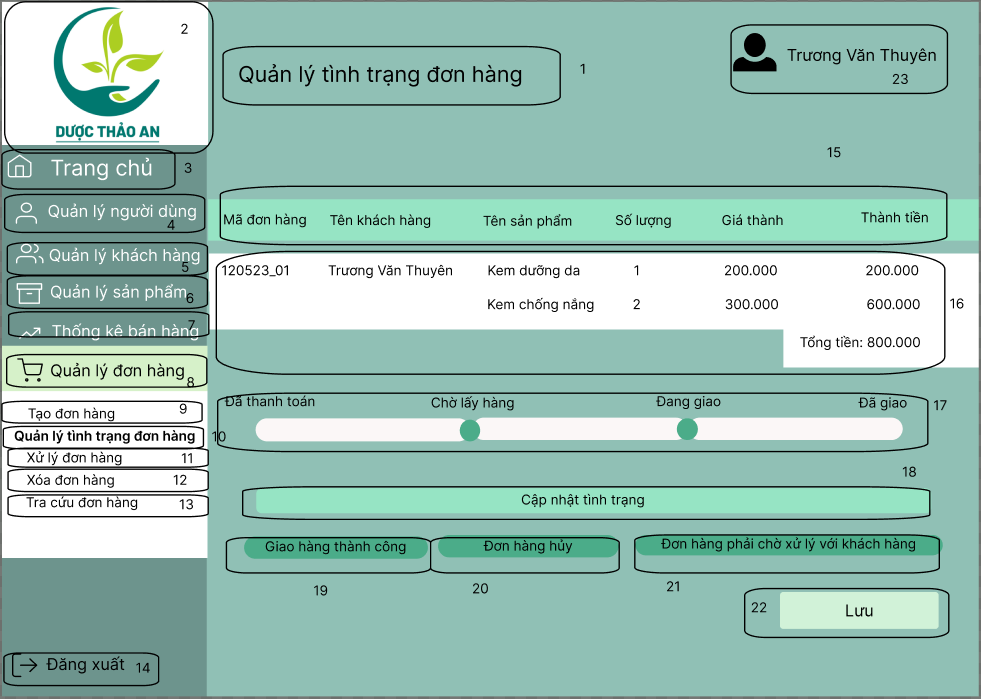 2
DƯỢC THẢO AN
Quản lý tình trạng đơn hàng 1
Trương Văn Thuyên
23
Trang chủ 3
15
Quản lý người dùng
4
Quản lý khách hàng
5
Quản lý sản phẩm
6
7
Thống kê bán hàng
Quản lý đơn hàng
8
Tạo đơn hàng 9
Quản lý tình trạng đơn hàng 10
Xử lý đơn hàng 11
Xóa đơn hàng 12
Tra cứu đơn hàng 13
Đăng xuất 14
Mã đơn hàng Tên khách hàng Tên sản phẩm Số lượng Giá thành Thành tiền
120523_01 Trương Văn Thuyên Kem dưỡng da 1 200.000 200.000
Kem chống nắng 2 300.000 600.000 16
Tổng tiền: 800.000
Đã thanh toán Chờ lấy hàng Đang giao Đã giao 17
18
Cập nhật tình trạng
Giao hàng thành công Đơn hàng hủy Đơn hàng phải chờ xử lý với khách hàng
19 20 21
22 Lưu